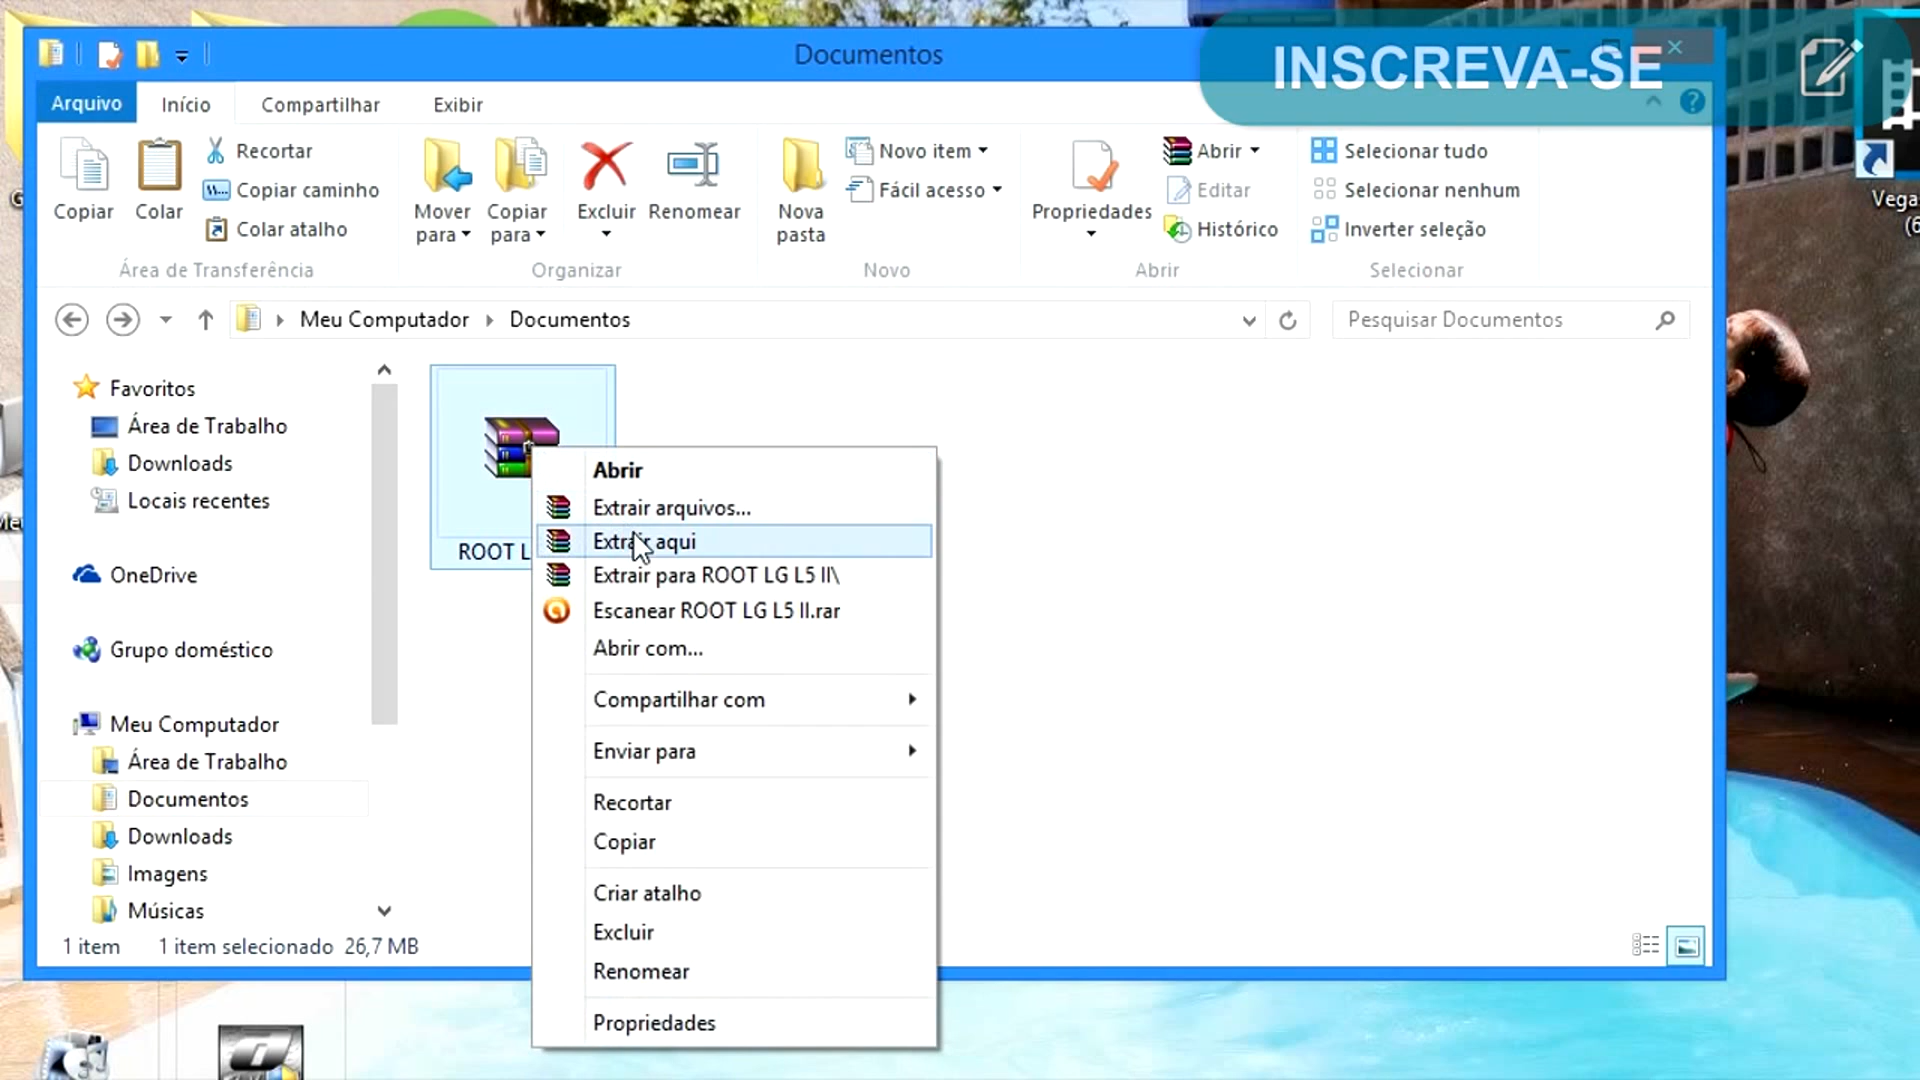 Documentos
INSCREVA-SE
Arquivo
Início
Compartilhar
Exibir
Copiar
Colar
Recortar
Copiar caminho
Colar atalho
Área de Transferência
Mover para
Copiar para
Excluir
Renomear
Organizar
Nova pasta
Novo item
Fácil acesso
Novo
Propriedades
Abrir
Editar
Histórico
Abrir
Selecionar tudo
Selecionar nenhum
Inverter seleção
Selecionar
Vegas
Meu Computador
Documentos
Pesquisar Documentos
Favoritos
Área de Trabalho
Downloads
Locais recentes
OneDrive
Grupo doméstico
Meu Computador
Área de Trabalho
Documentos
Downloads
Imagens
Músicas
ROOT L
Abrir
Extrair arquivos...
Extrair aqui
Extrair para ROOT LG L5 II\
Escanear ROOT LG L5 II.rar
Abrir com...
Compartilhar com
Enviar para
Recortar
Copiar
Criar atalho
Excluir
Renomear
Propriedades
1 item
1 item selecionado 26,7 MB